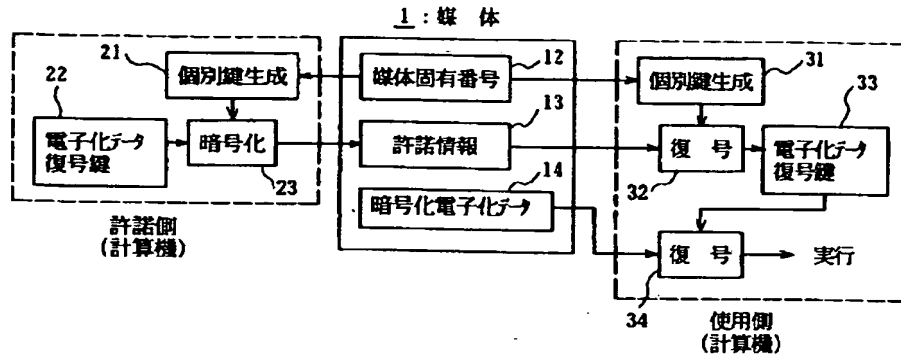 1:媒 体
21
22
個別鍵生成
電子化データ
復号鍵
暗号化
23
許諾側
(計算機)
12
媒体固有番号
13
許諾情報
14
暗号化電子化データ
31
個別鍵生成
33
復 号
32
電子化データ
復号鍵
復 号
34
実行
使用側
(計算機)